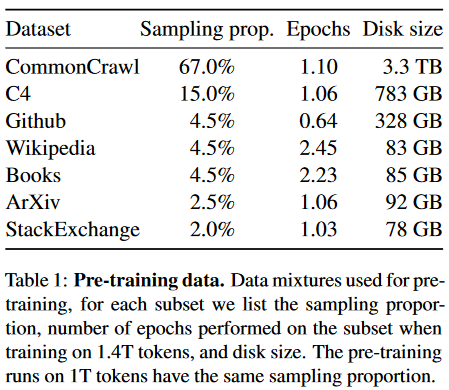 Dataset Sampling prop. Epochs Disk size
CommonCrawl 67.0% 1.10 3.3 TB
C4 15.0% 1.06 783 GB
Github 4.5% 0.64 328 GB
Wikipedia 4.5% 2.45 83 GB
Books 4.5% 2.23 85 GB
ArXiv 2.5% 1.06 92 GB
StackExchange 2.0% 1.03 78 GB
Table 1: Pre-training data. Data mixtures used for pre-
training, for each subset we list the sampling propor-
tion, number of epochs performed on the subset when
training on 1.4T tokens, and disk size. The pre-training
runs on 1T tokens have the same sampling proportion.